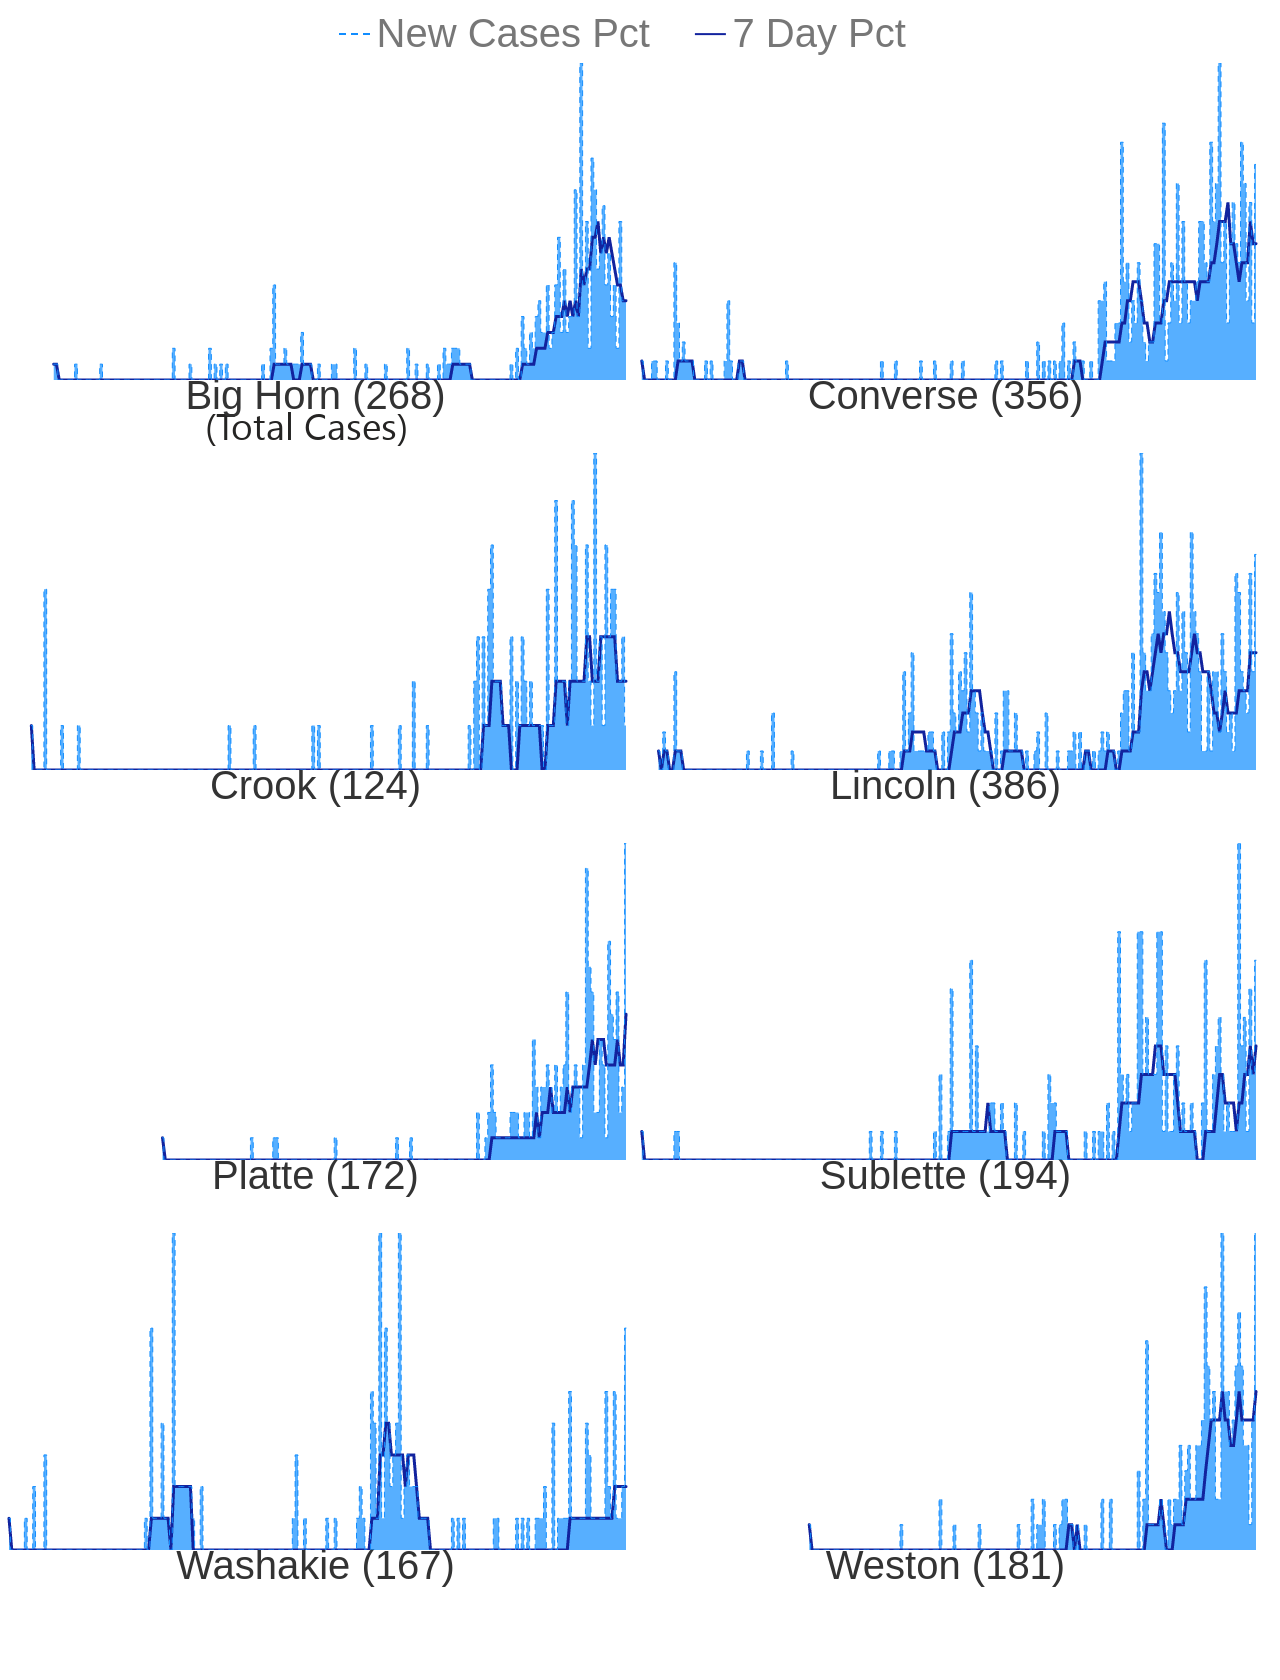 New Cases Pct 7 Day Pct
Big Horn (268) Converse (356)
(Total Cases)
Crook (124) Lincoln (386)
Platte (172) Sublette (194)
Washakie (167) Weston (181)